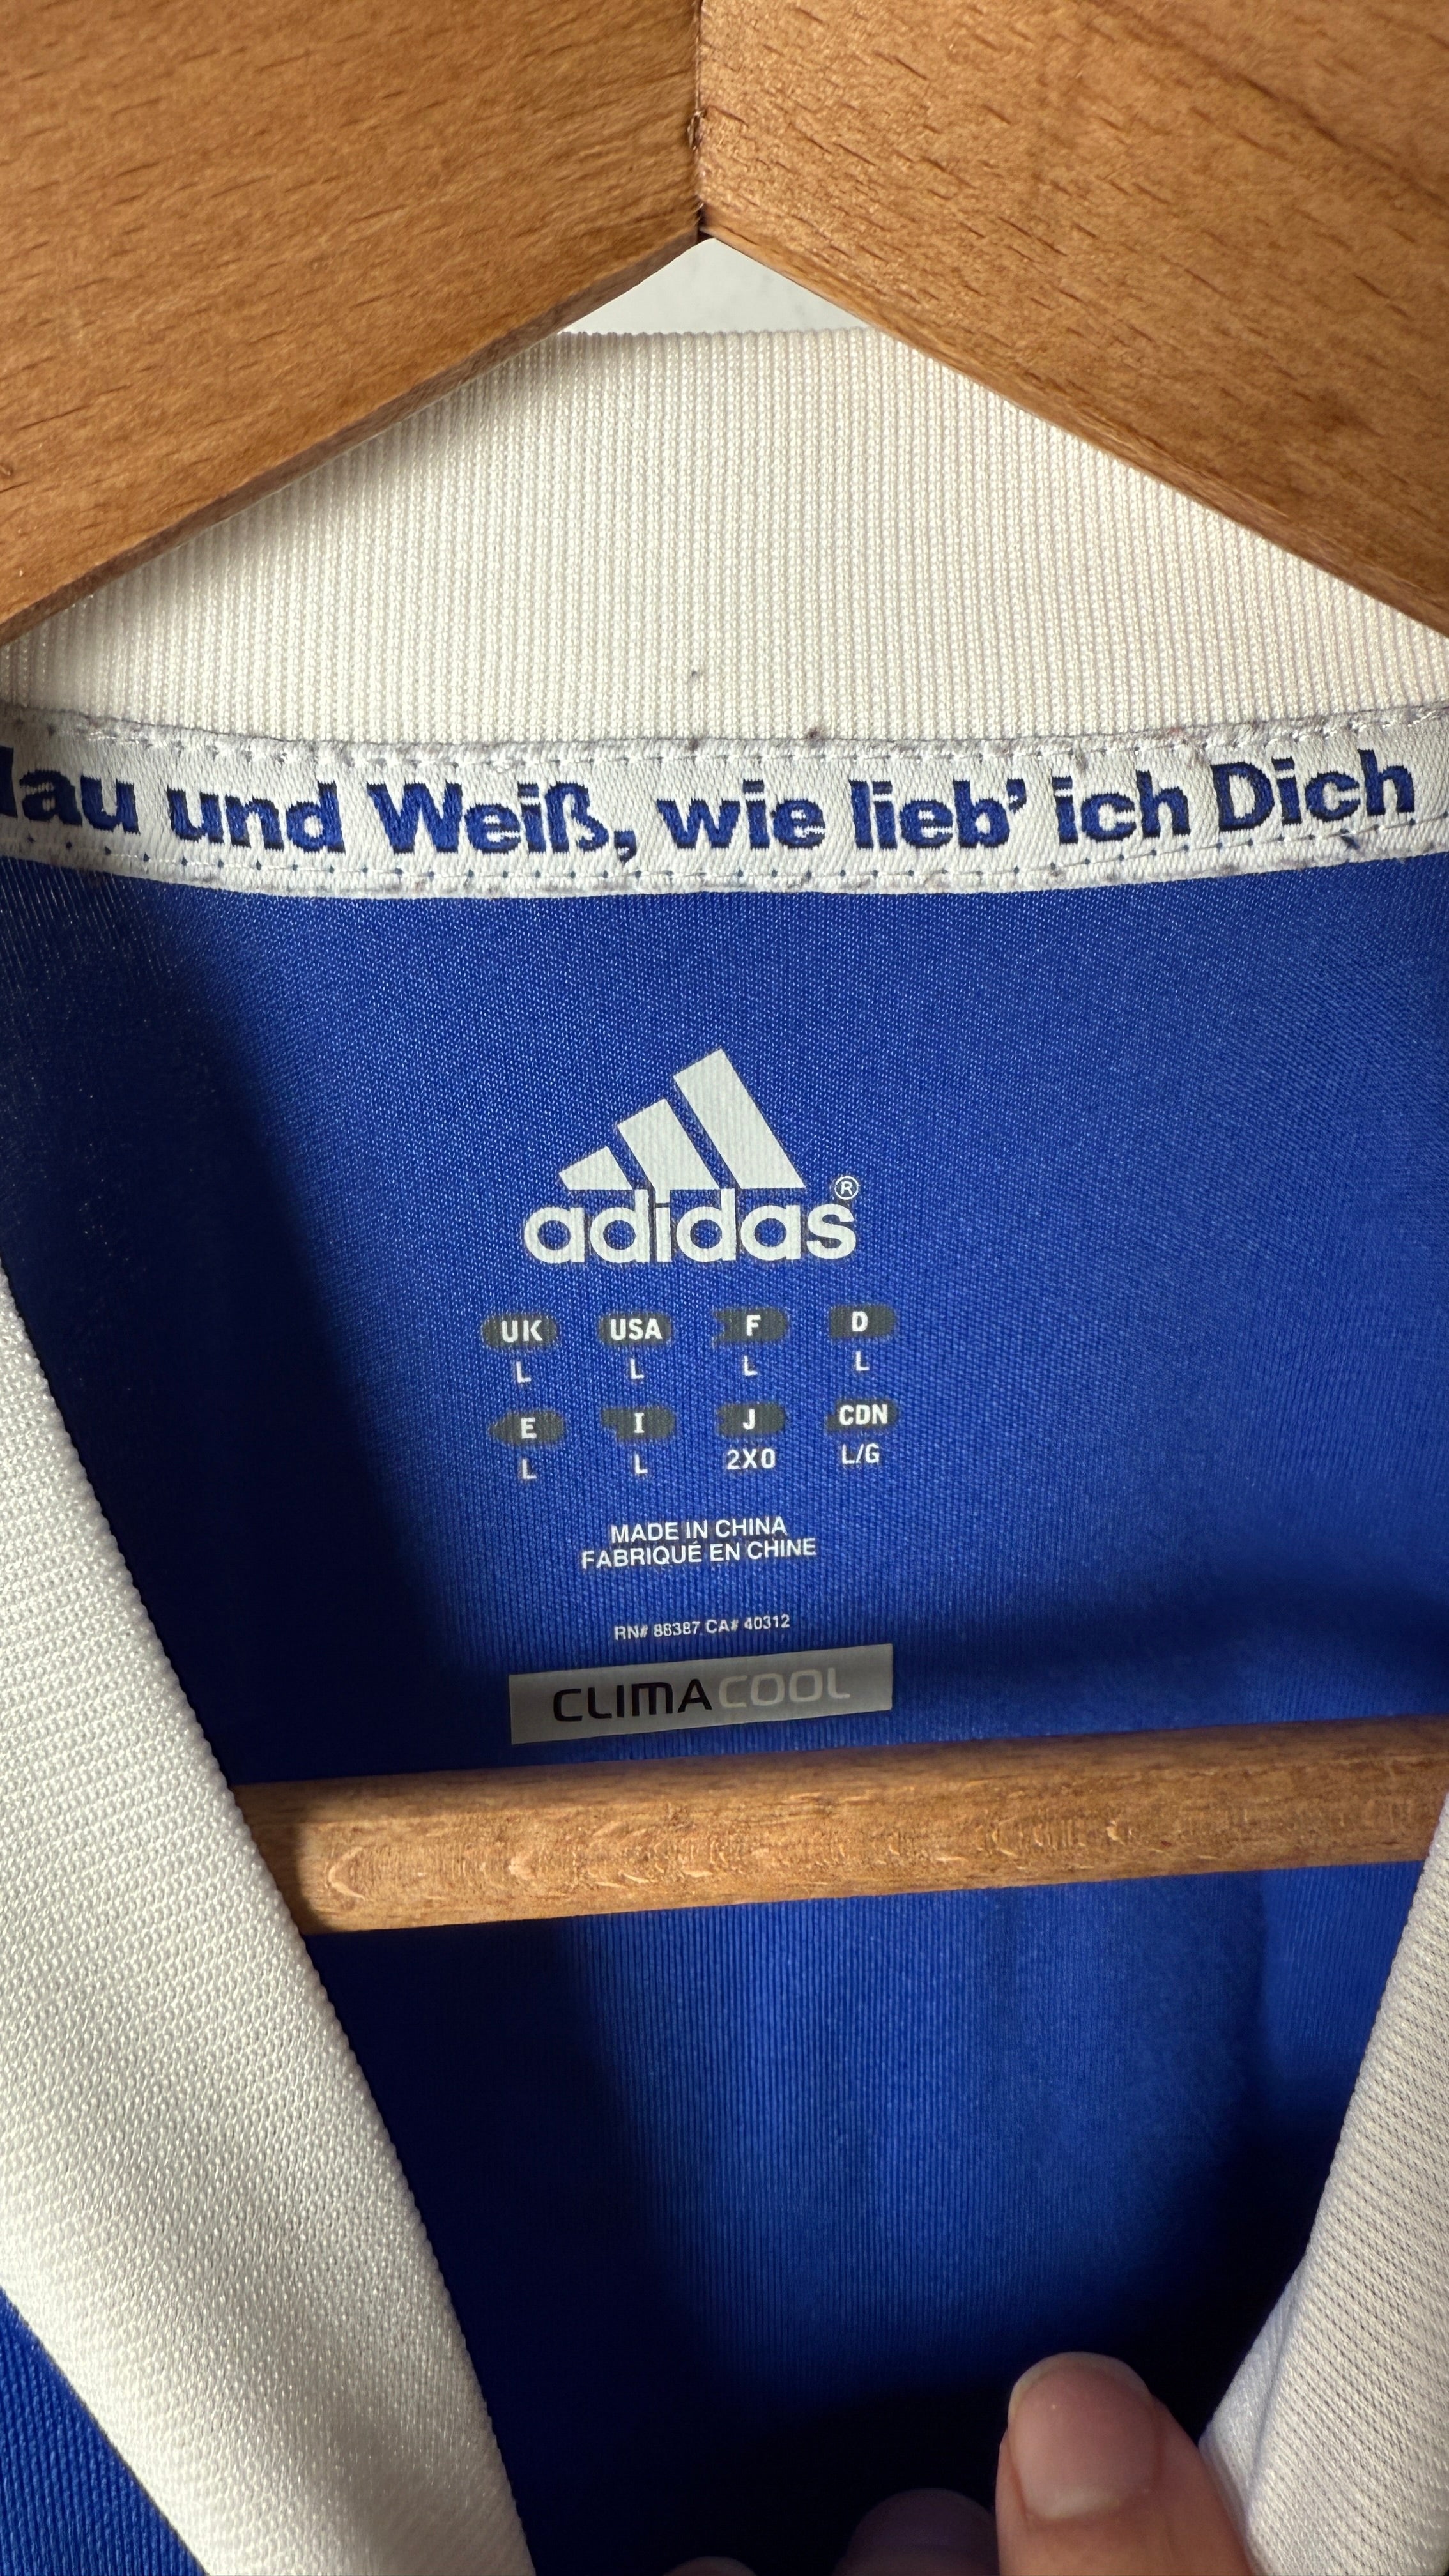 lau und Weiß, wie lieb’ ich Dich
adidas®
UK USA F D
L L L L
E I J CDN
L L 2XO L/G
MADE IN CHINA
FABRIQUÉ EN CHINE
RN# 88387 CA# 40312
CLIMACOOL